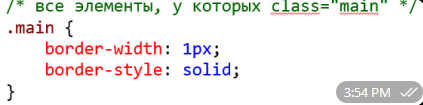 /* все элементы, у которых class="main" */
.main {
    border-width: 1px;
    border-style: solid;
}
3:54 PM